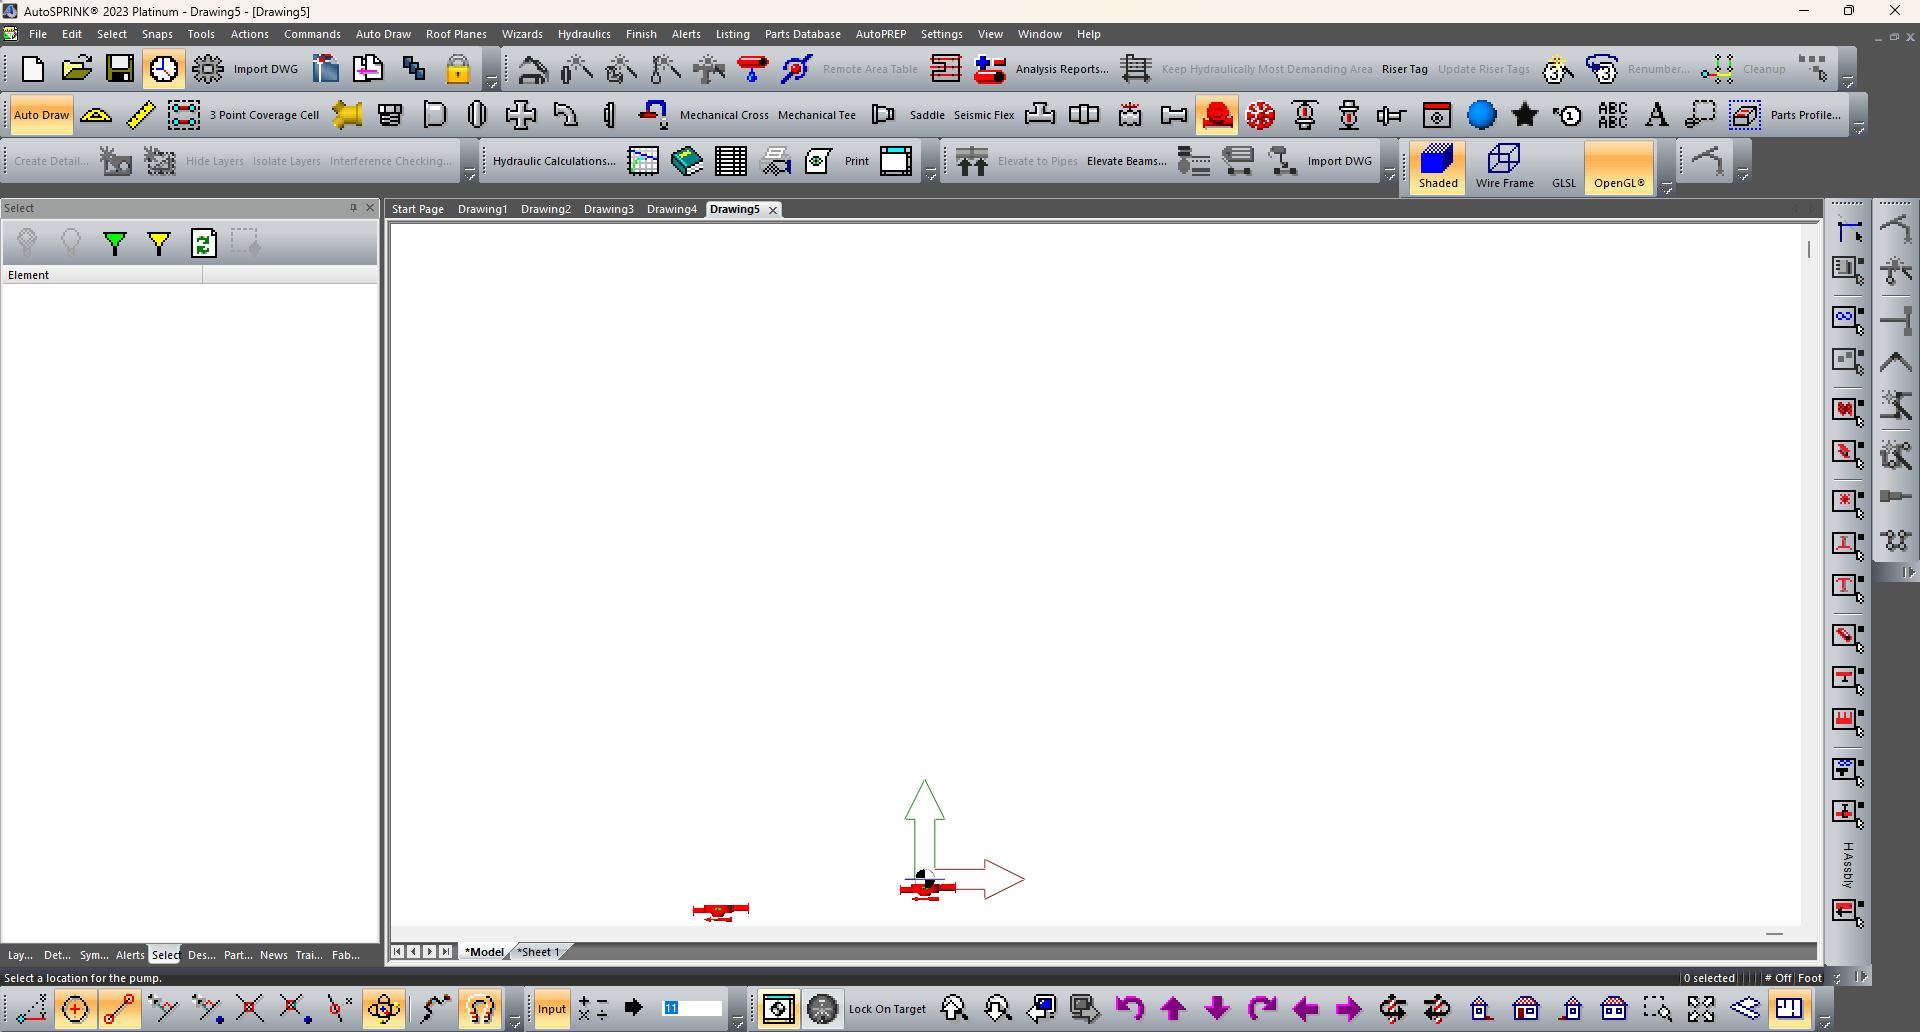 AutoSPRINK® 2023 Platinum - Drawing5 - [Drawing5]
File Edit Select Snaps Tools Actions Commands Auto Draw Roof Planes Wizards Hydraulics Finish Alerts Listing Parts Database AutoPREP Settings View Window Help
Import DWG Remote Area Table Analysis Reports... Keep Hydraulically Most Demanding Area Riser Tag Update Riser Tags Renumber... Cleanup
Auto Draw 3 Point Coverage Cell Mechanical Cross Mechanical Tee Saddle Seismic Flex ABC ABC A Parts Profile...
Create Detail... Hide Layers Isolate Layers Interference Checking... Hydraulic Calculations... Print Elevate to Pipes Elevate Beams... Import DWG Shaded Wire Frame GLSL OpenGL®
Select
Start Page Drawing1 Drawing2 Drawing3 Drawing4 Drawing5
Element
HAssbly
*Model *Sheet 1
Lay... Det... Sym... Alerts Select Des... Part... News Trai... Fab...
Select a location for the pump. 0 selected # Off Foot
Input 11 Lock On Target